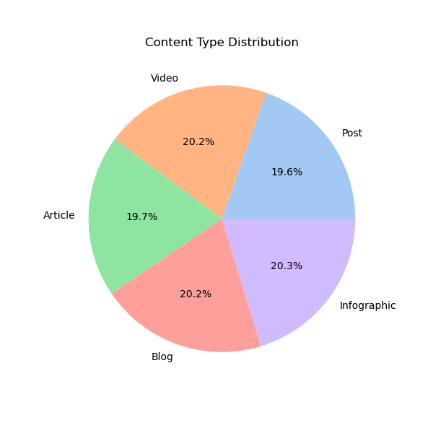 Content Type Distribution
Video
Post
20.2%
19.6%
Article
19.7%
20.2%
20.3%
Infographic
Blog